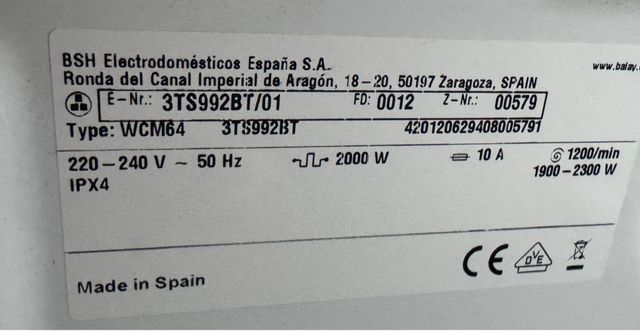 BSH Electrodomésticos España S.A.
www.balay.
Ronda del Canal Imperial de Aragón, 18-20, 50197 Zaragoza, SPAIN
E-Nr.: 3TS992BT/01 FD: 0012 Z-Nr.: 00579
Type: WCM64 3TS992BT 420120629408005791
220-240 V ~ 50 Hz 2000 W 10 A 1200/min
IPX4 1900-2300 W
CE DVE
Made in Spain